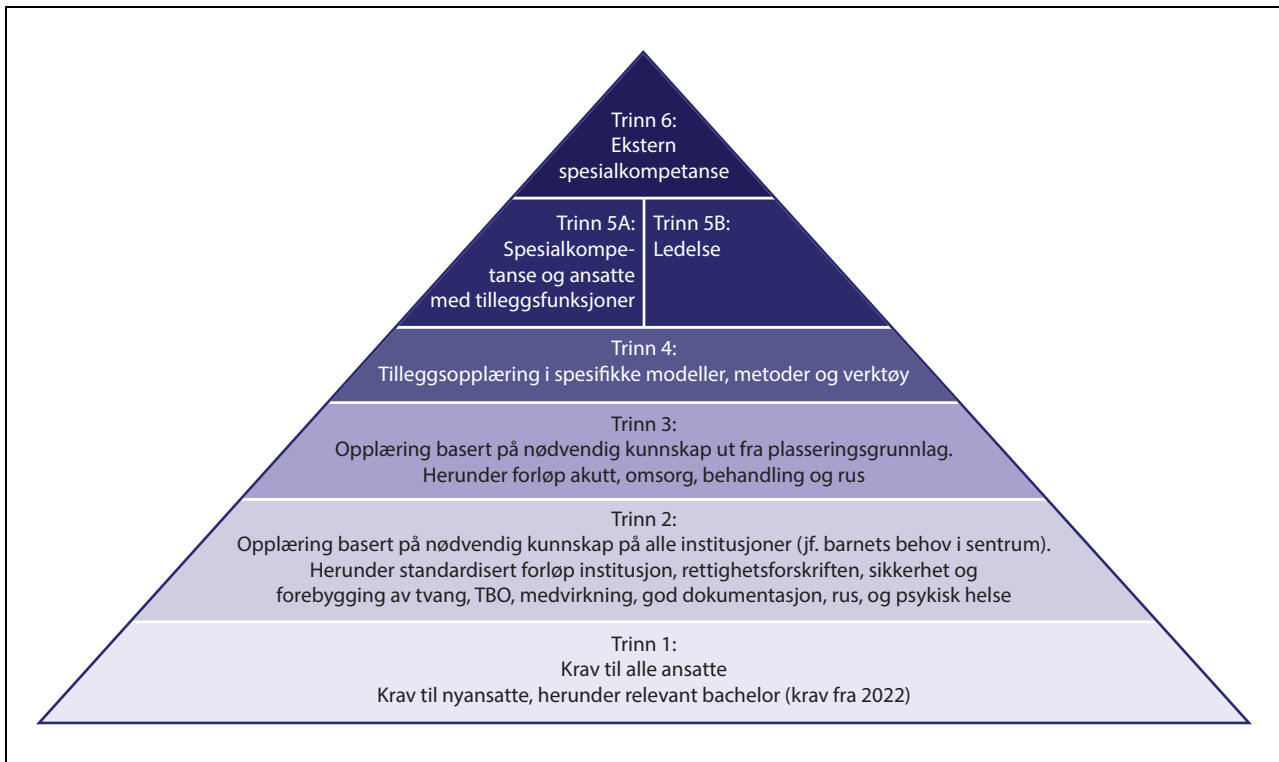 Trinn 6:
Ekstern
spesialkompetanse
Trinn 5A:
Spesialkompe-
tanse og ansatte
med tilleggsfunksjoner
Trinn 5B:
Ledelse
Trinn 4:
Tilleggsopplæring i spesifikke modeller, metoder og verktøy
Trinn 3:
Opplæring basert på nødvendig kunnskap ut fra plasseringsgrunnlag.
Herunder forløp akutt, omsorg, behandling og rus
Trinn 2:
Opplæring basert på nødvendig kunnskap på alle institusjoner (jf. barnets behov i sentrum).
Herunder standardisert forløp institusjon, rettighetsforskriften, sikkerhet og
forebygging av tvang, TBO, medvirkning, god dokumentasjon, rus, og psykisk helse
Trinn 1:
Krav til alle ansatte
Krav til nyansatte, herunder relevant bachelor (krav fra 2022)